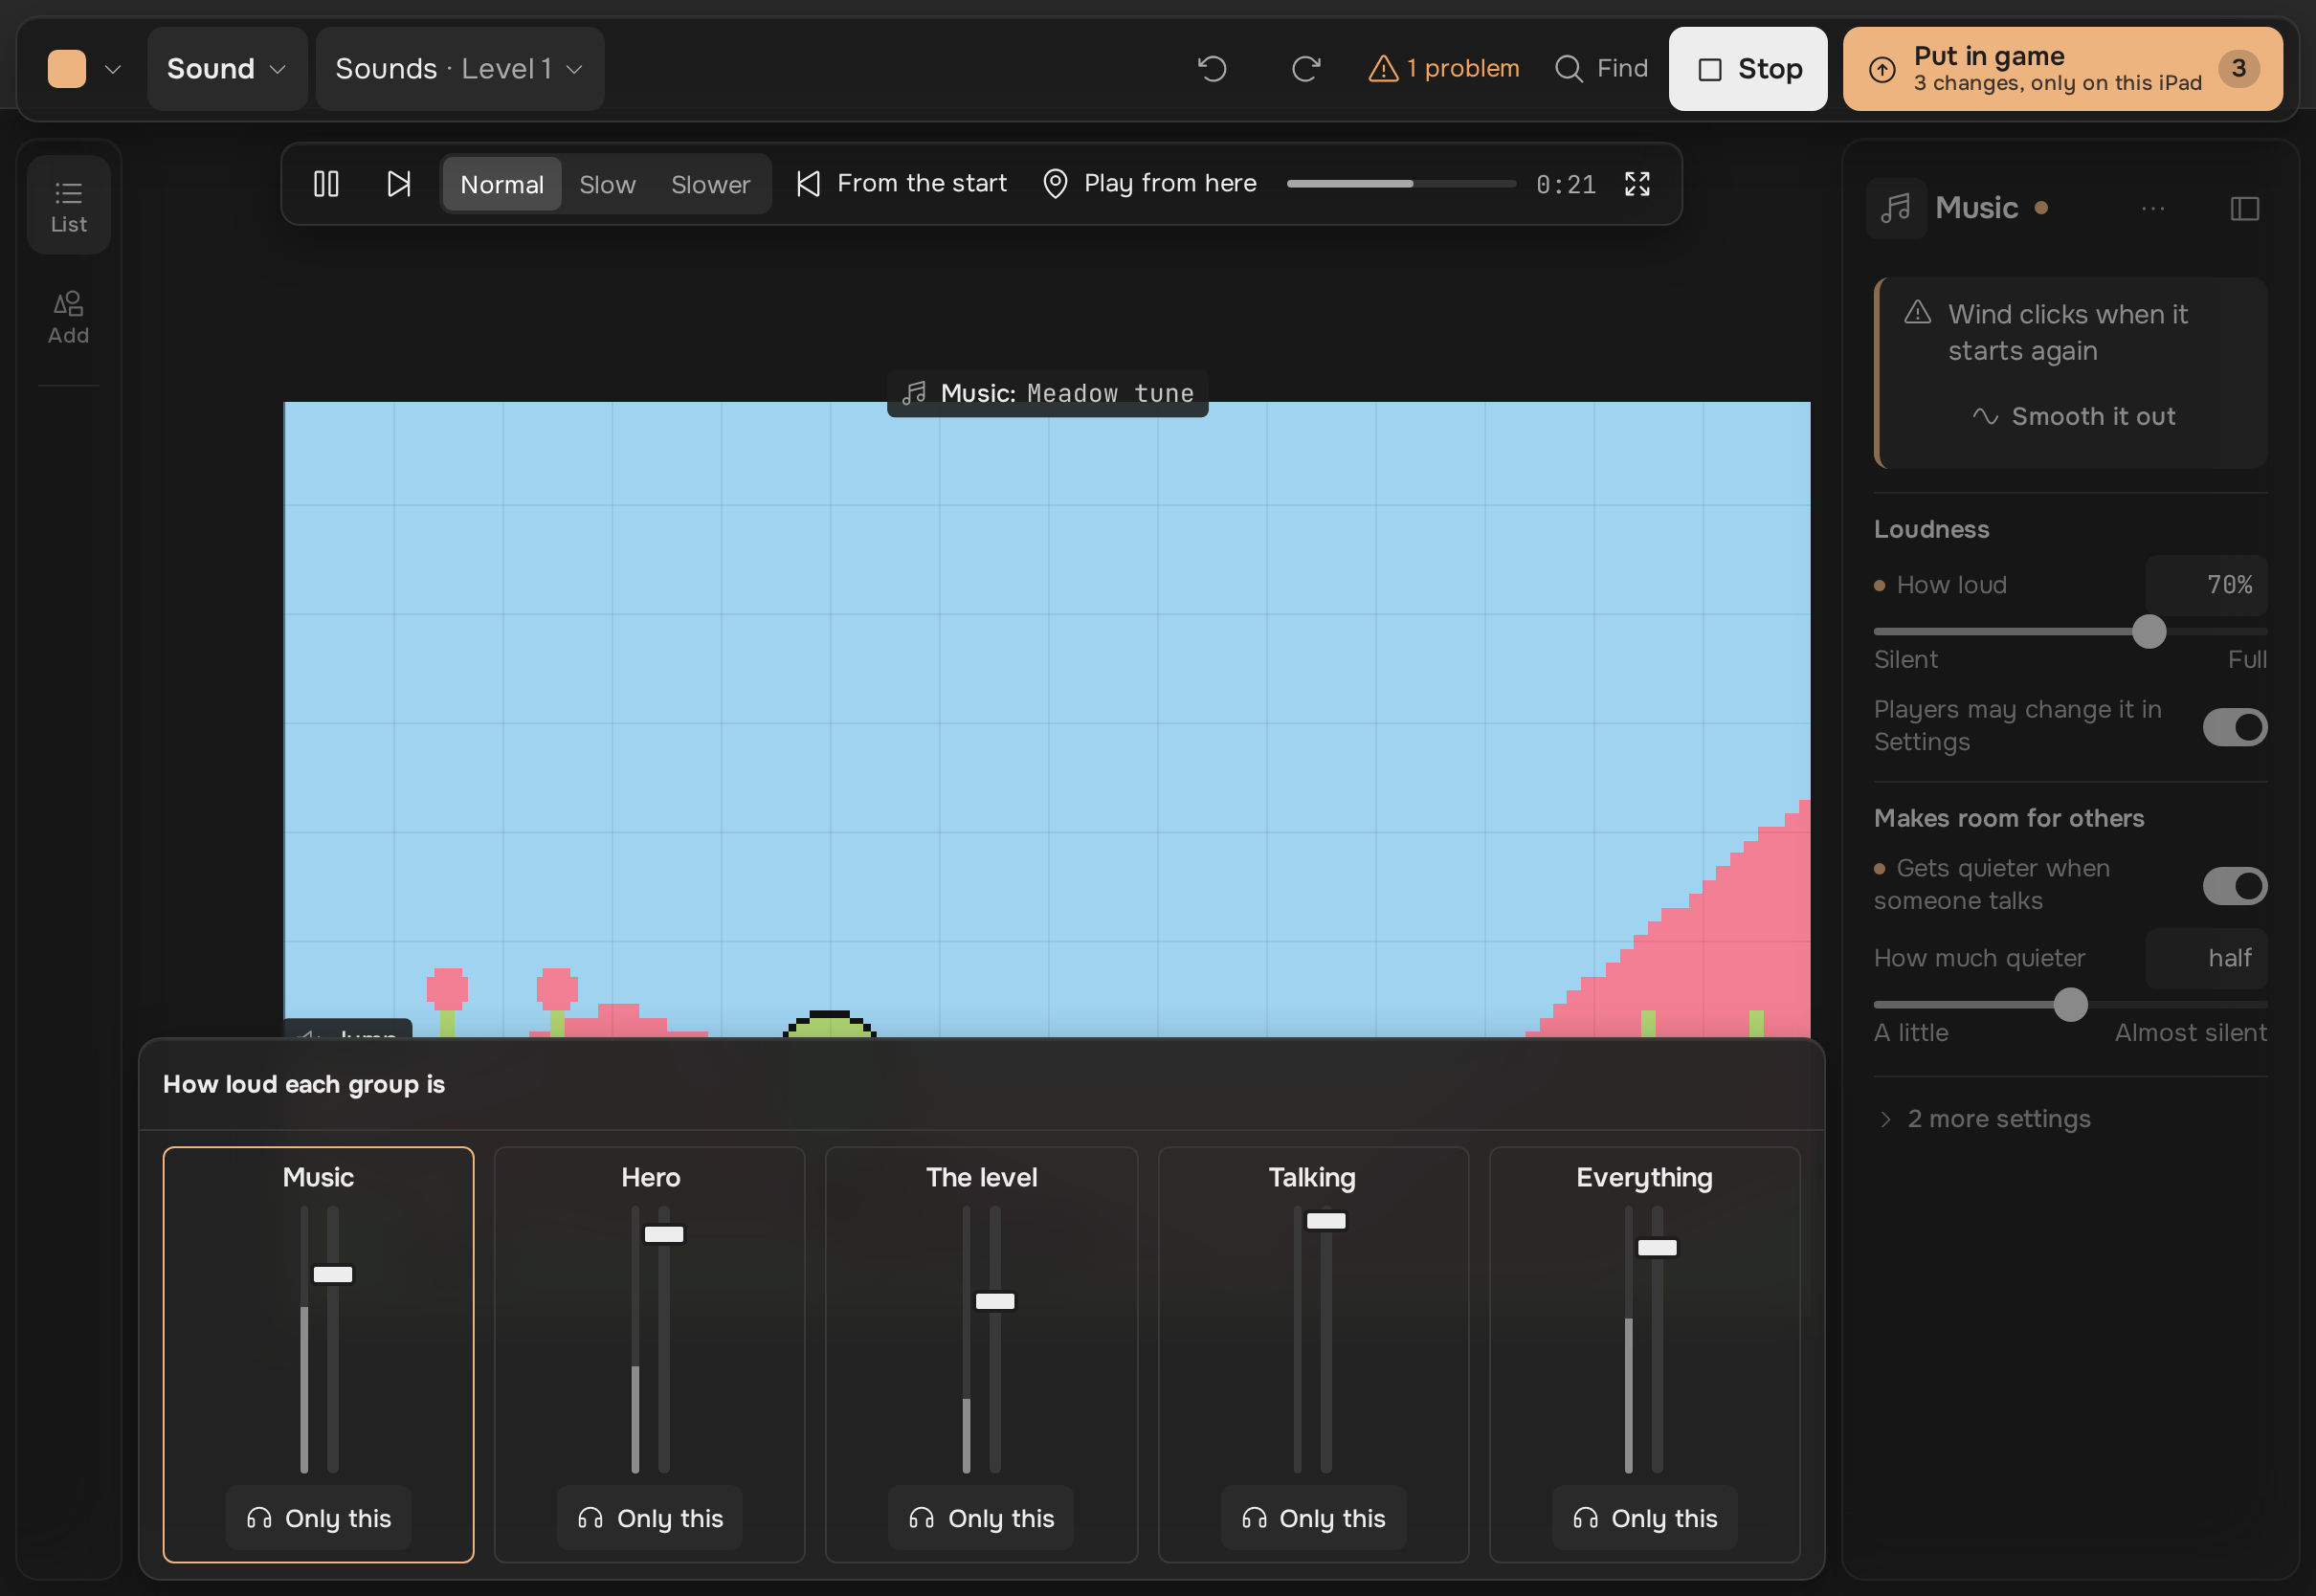 Sound
Sounds · Level 1
1 problem
Find
Stop
Put in game
3 changes, only on this iPad
3
List
Add
Normal
Slow
Slower
From the start
Play from here
0:21
Music: Meadow tune
Jump
How loud each group is
Music
Hero
The level
Talking
Everything
Only this
Only this
Only this
Only this
Only this
Music
Wind clicks when it
starts again
Smooth it out
Loudness
How loud
70%
Silent
Full
Players may change it in
Settings
Makes room for others
Gets quieter when
someone talks
How much quieter
half
A little
Almost silent
2 more settings